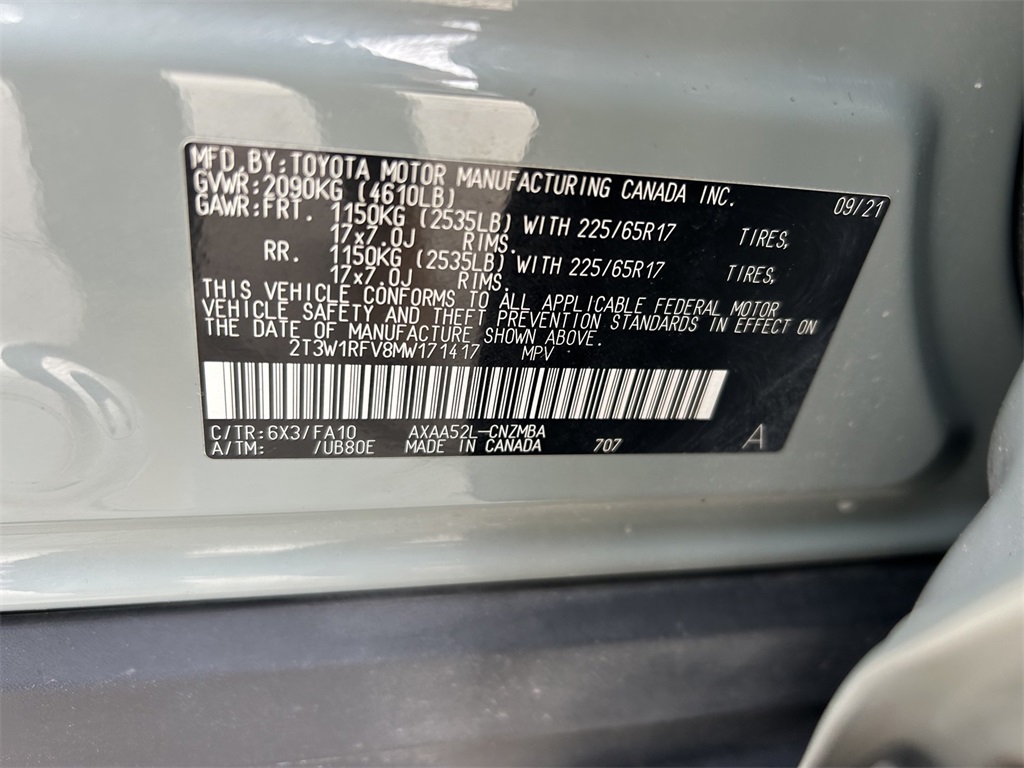 MFD.BY:TOYOTA MOTOR MANUFACTURING CANADA INC.
GVWR:2090KG (4610LB) 09/21
GAWR:FRT. 1150KG (2535LB) WITH 225/65R17 TIRES,
17x7.0J RIMS.
RR. 1150KG (2535LB) WITH 225/65R17 TIRES,
17x7.0J RIMS.
THIS VEHICLE CONFORMS TO ALL APPLICABLE FEDERAL MOTOR
VEHICLE SAFETY AND THEFT PREVENTION STANDARDS IN EFFECT ON
THE DATE OF MANUFACTURE SHOWN ABOVE.
2T3W1RFV8MW171417 MPV
C/TR:6X3/FA10 AXAA52L-CNZMBA
A/TM: /UB80E MADE IN CANADA 707 A